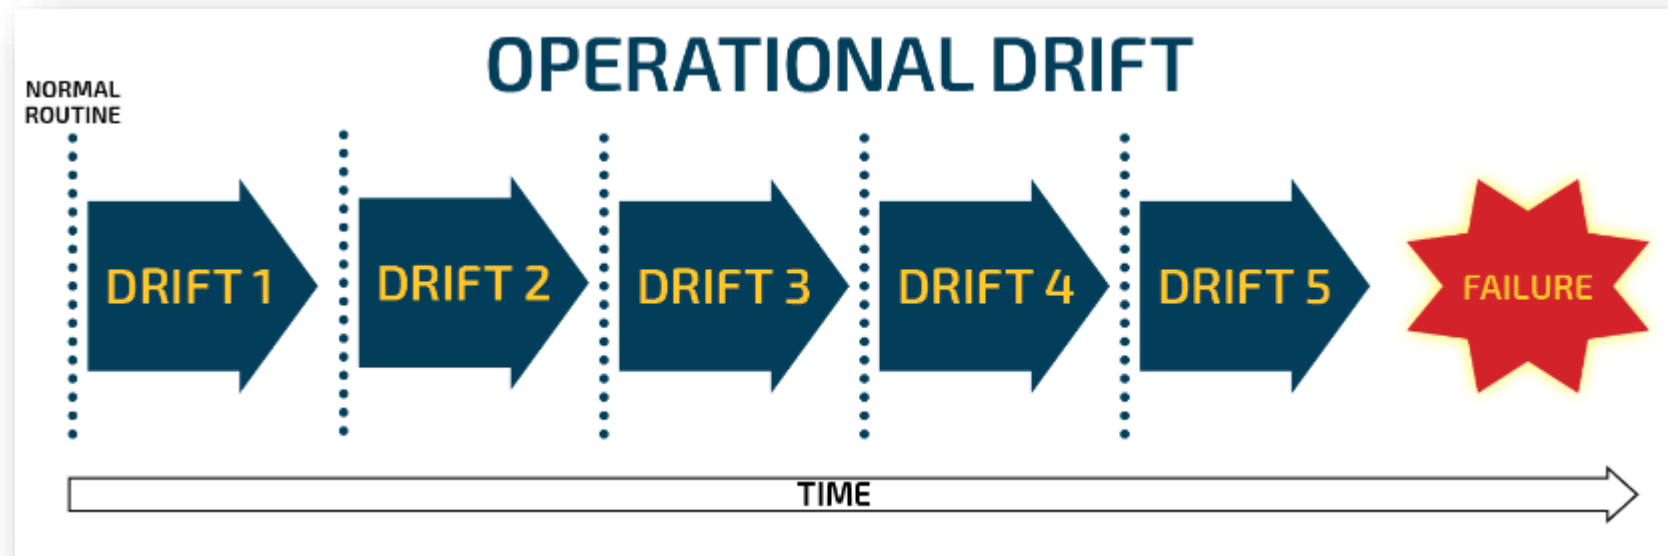 OPERATIONAL DRIFT
NORMAL
ROUTINE
DRIFT 1
DRIFT 2
DRIFT 3
DRIFT 4
DRIFT 5
FAILURE
TIME